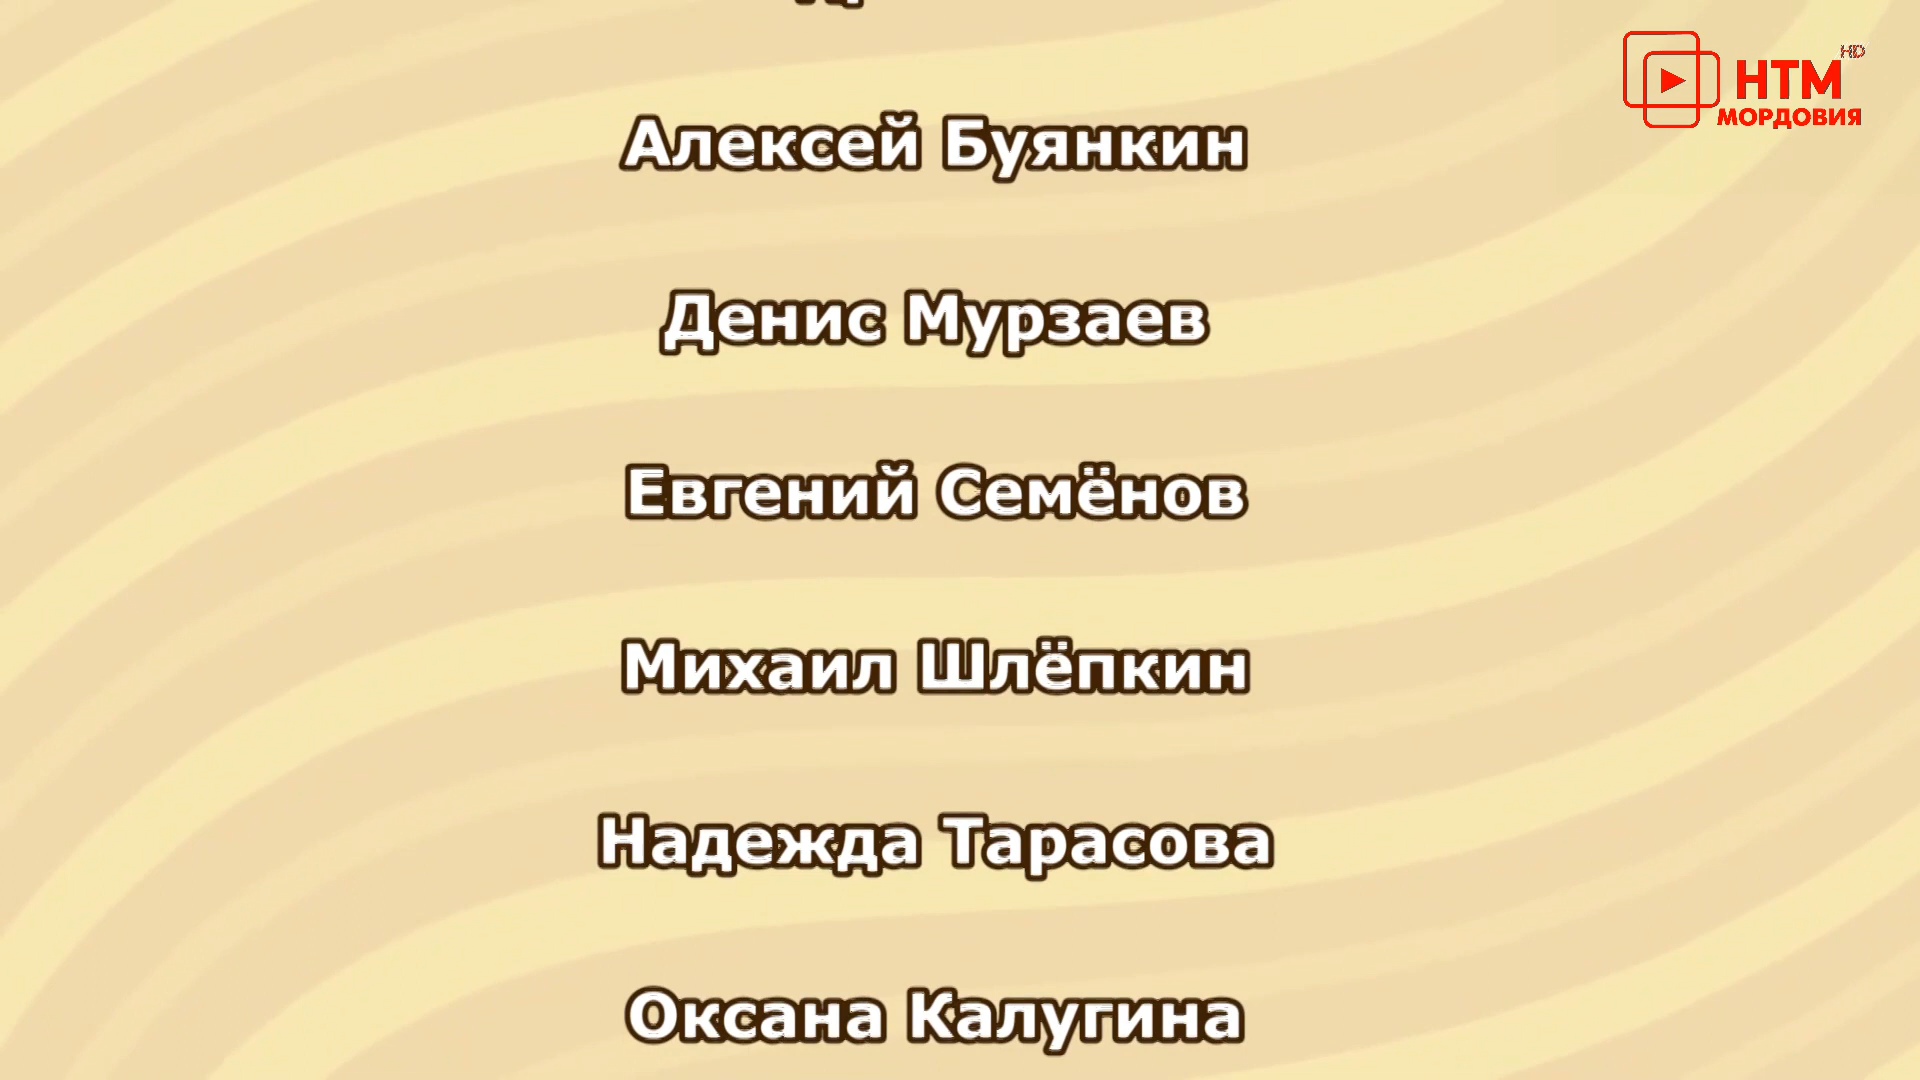 НТМ HD
МОРДОВИЯ
Алексей Буянкин
Денис Мурзаев
Евгений Семёнов
Михаил Шлёпкин
Надежда Тарасова
Оксана Калугина